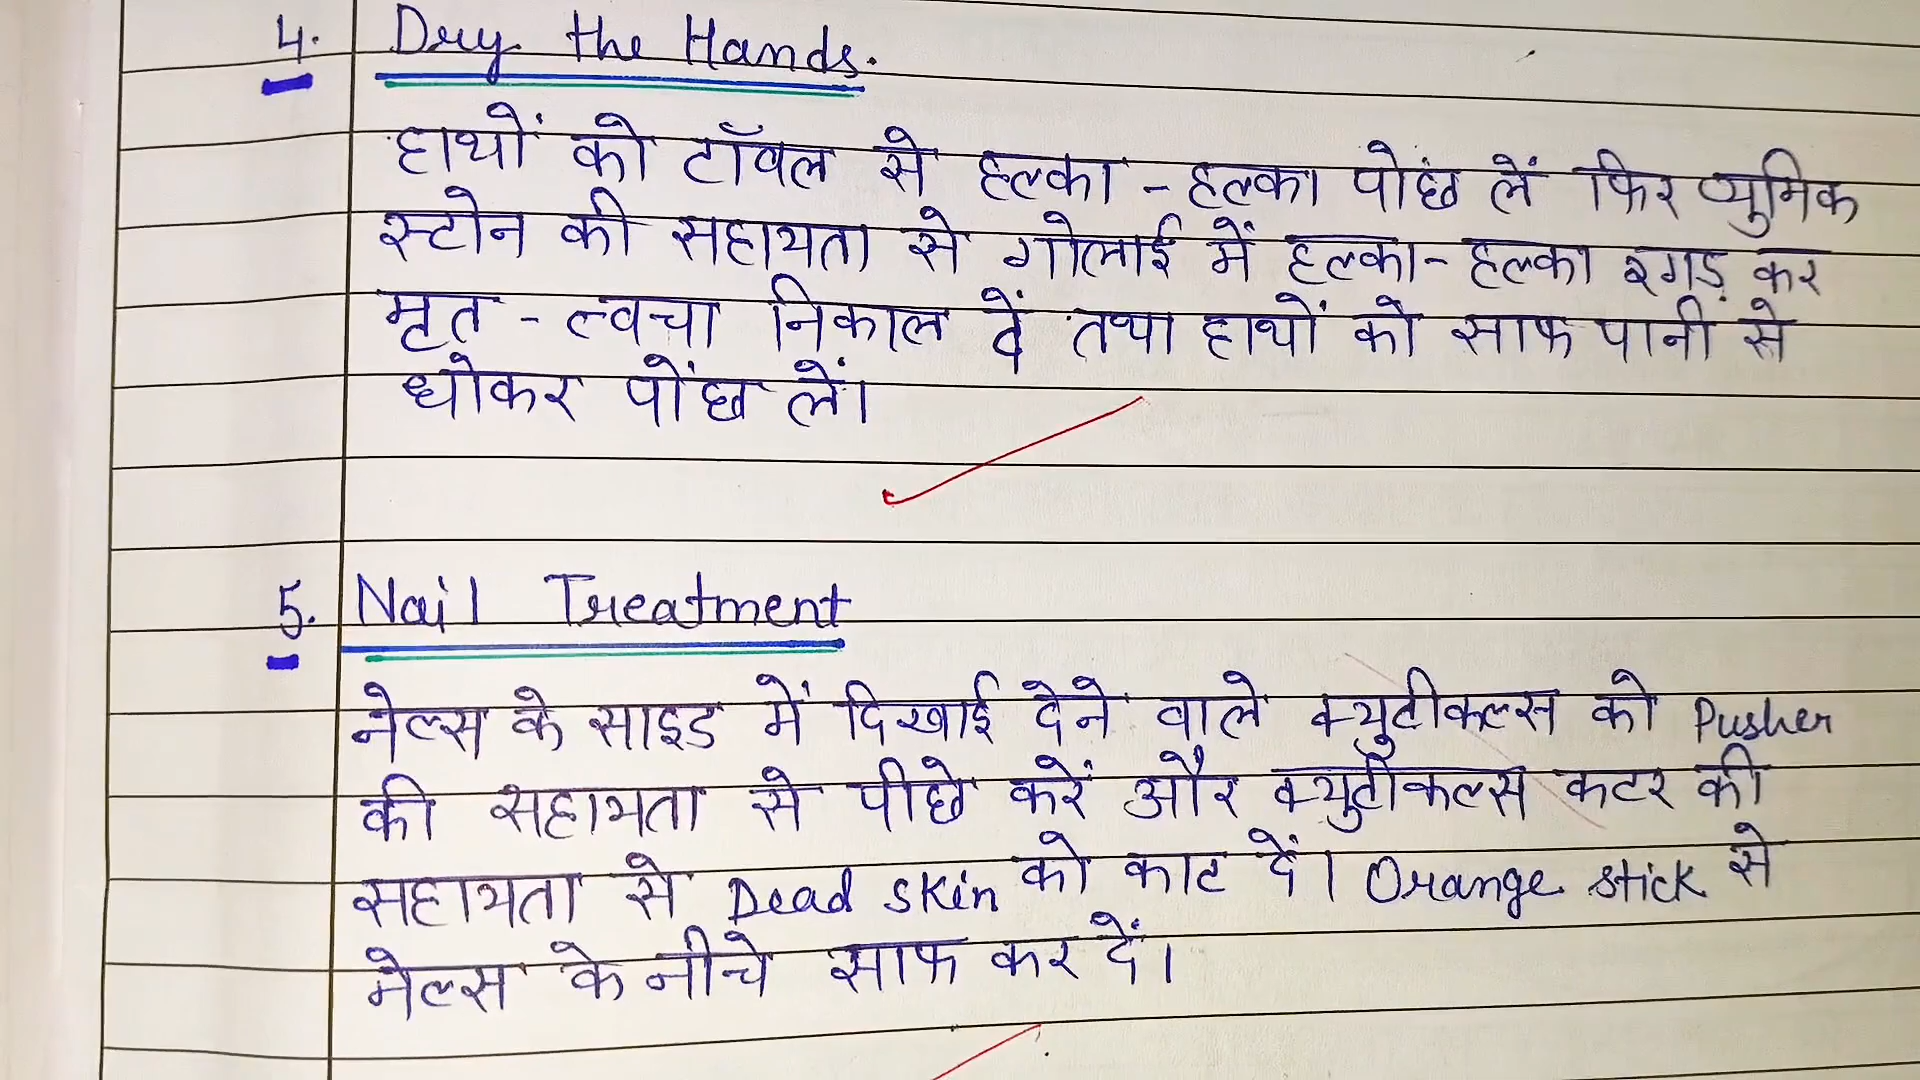 4. Dry the Hands.
हाथों को टॉवल से हल्का - हल्का पोंछ लें फिर प्युमिक
स्टोन की सहायता से गोलाई में हल्का - हल्का रगड़ कर
मृत - त्वचा निकाल दें तथा हाथों को साफ पानी से
धोकर पोंछ लें।
5. Nail Treatment
नेल्स के साइड में दिखाई देने वाले क्युटीकल्स को Pusher
की सहायता से पीछे करें और क्युटीकल्स कटर की
सहायता से Dead skin को काट दें। Orange stick से
नेल्स के नीचे साफ कर दें।